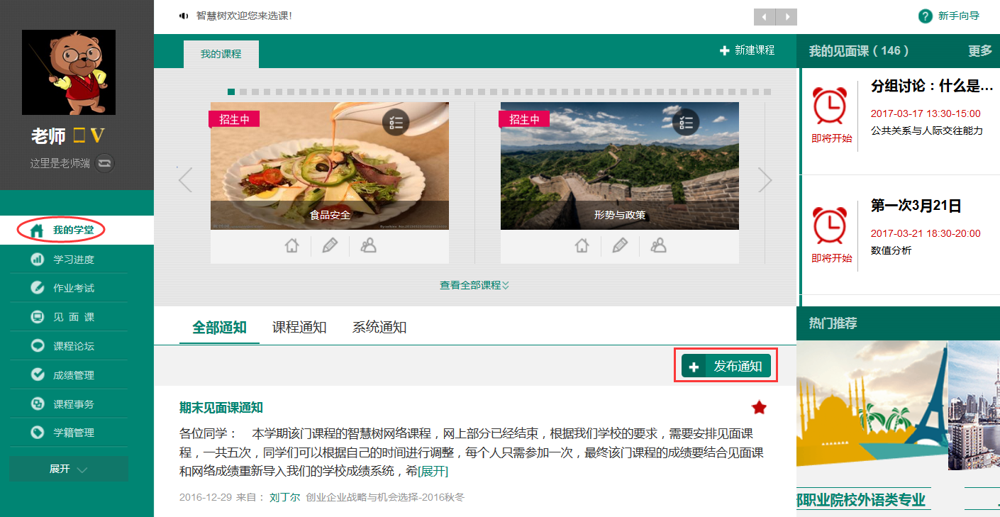 智慧树欢迎您来选课!
新手向导
老师
这里是老师端
我的学堂
学习进度
作业考试
见 面 课
课程论坛
成绩管理
课程事务
学籍管理
展开
我的课程
新建课程
招生中
食品安全
招生中
形势与政策
查看全部课程
全部通知 课程通知 系统通知
发布通知
期末见面课通知
各位同学： 本学期该门课程的智慧树网络课程，网上部分已经结束，根据我们学校的要求，需要安排见面课
程，一共五次，同学们可以根据自己的时间进行调整，每个人只需参加一次，最终该门课程的成绩要结合见面课
和网络成绩重新导入我们的学校成绩系统，希[展开]
2016-12-29 来自： 刘丁尔 创业企业战略与机会选择-2016秋冬
我的见面课（146） 更多
分组讨论：什么是...
2017-03-17 13:30-15:00
公共关系与人际交往能力
即将开始
第一次3月21日
2017-03-21 18:30-20:00
数值分析
即将开始
热门推荐
部职业院校外语类专业